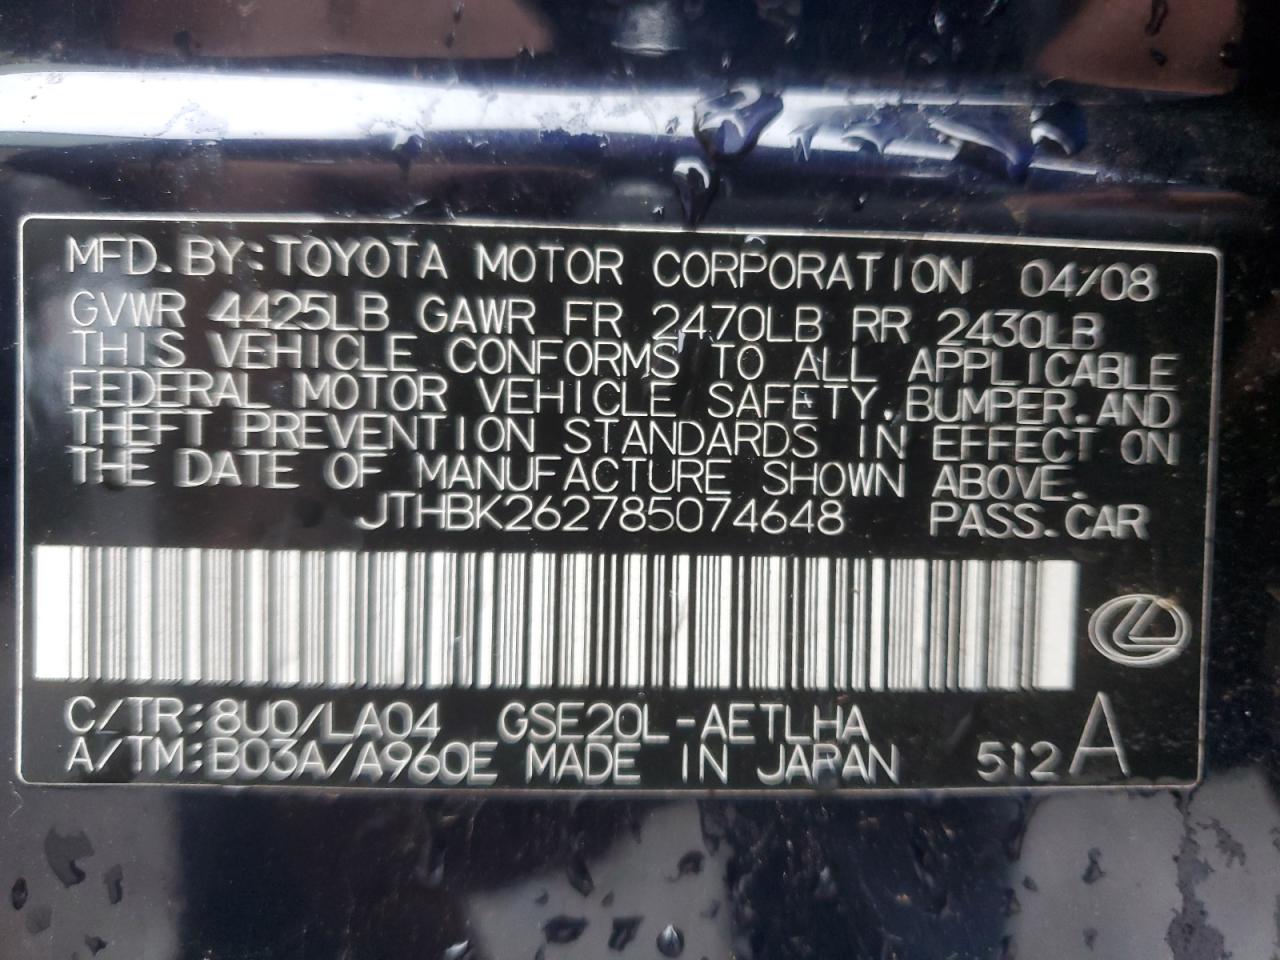 MFD. BY: TOYOTA MOTOR CORPORATION 04/08
GVWR 4425LB GAWR FR 2470LB RR 2430LB
THIS VEHICLE CONFORMS TO ALL APPLICABLE
FEDERAL MOTOR VEHICLE SAFETY, BUMPER, AND
THEFT PREVENTION STANDARDS IN EFFECT ON
THE DATE OF MANUFACTURE SHOWN ABOVE.
JTHBK262785074648 PASS. CAR
C/TR: 8U0/LA04 GSE20L-AETLHA
A/TM: B03A/A960E MADE IN JAPAN 512 A